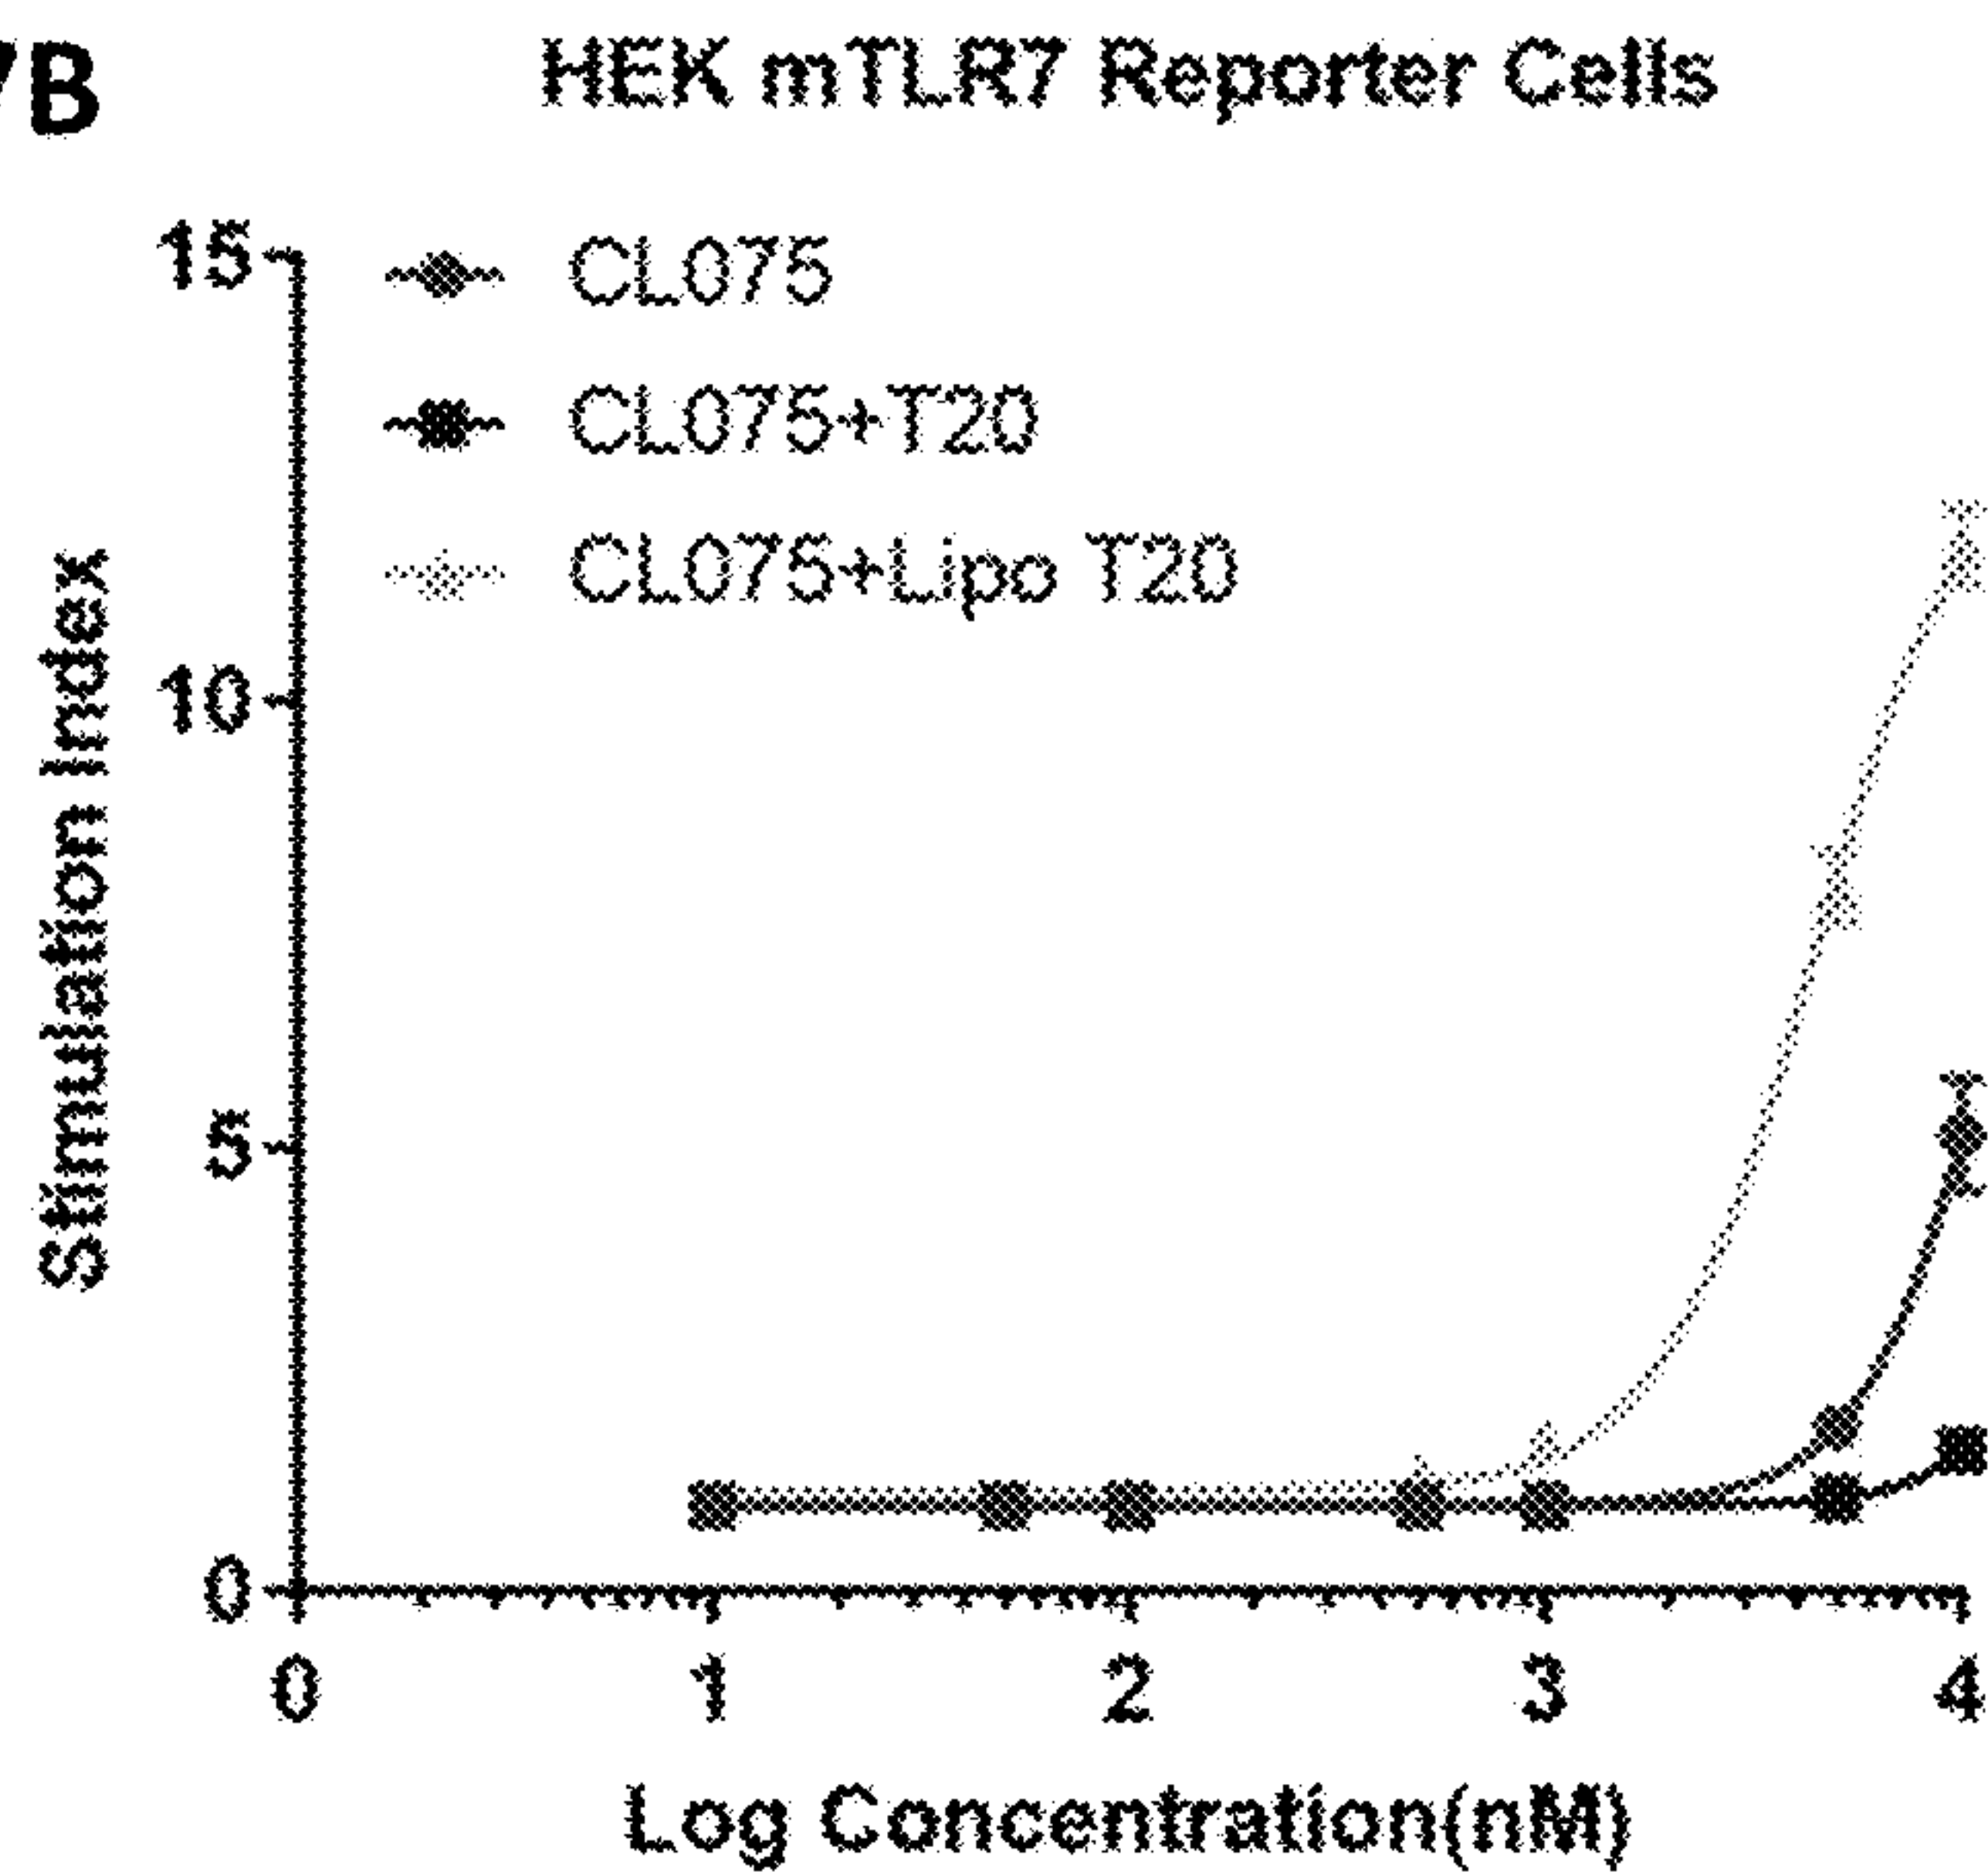 7B
HEK mTLR7 Reporter Cells
15
CL075
CL075+T20
CL075+Lipo T20
10
5
0
Stimulation Index
0 1 2 3 4
Log Concentration(nM)